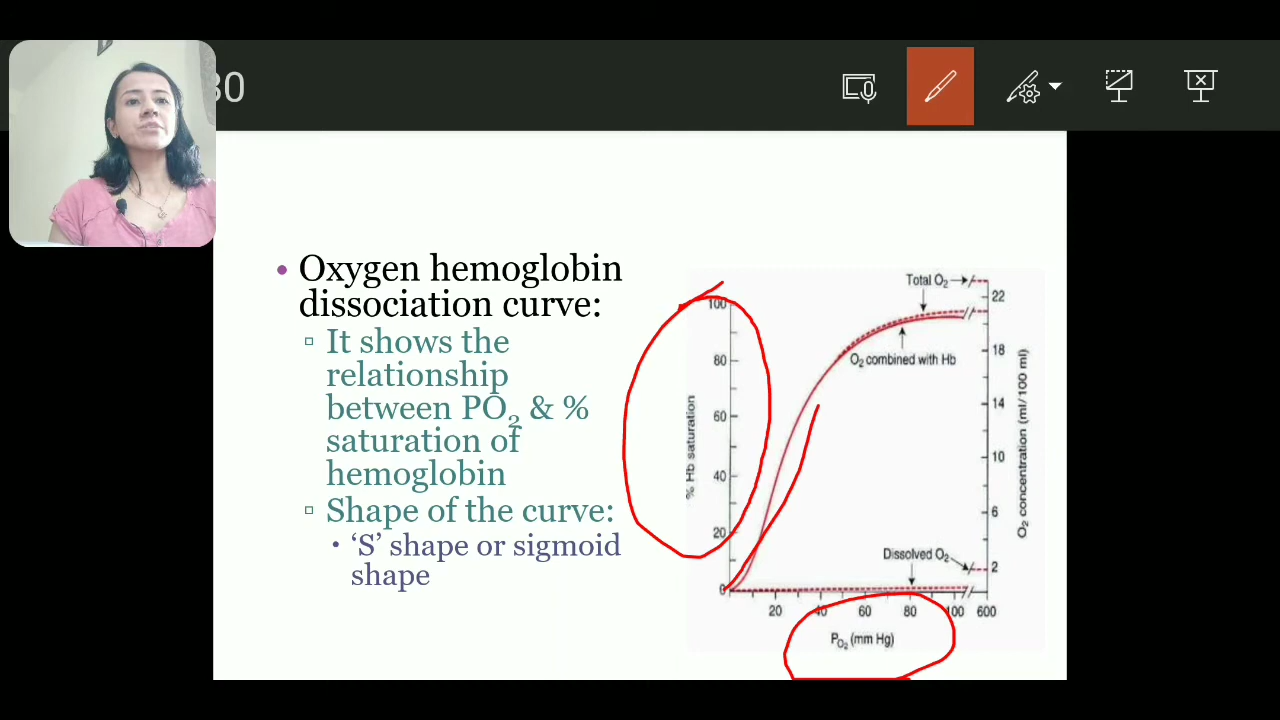 30
• Oxygen hemoglobin
dissociation curve:
▫ It shows the
relationship
between PO₂ & %
saturation of
hemoglobin
▫ Shape of the curve:
• ‘S’ shape or sigmoid
shape
Total O₂
O₂ combined with Hb
Dissolved O₂
% Hb saturation
100
80
60
40
20
0
20 40 60 80 100 600
PO₂ (mm Hg)
22
18
14
10
6
2
O₂ concentration (ml/100 ml)